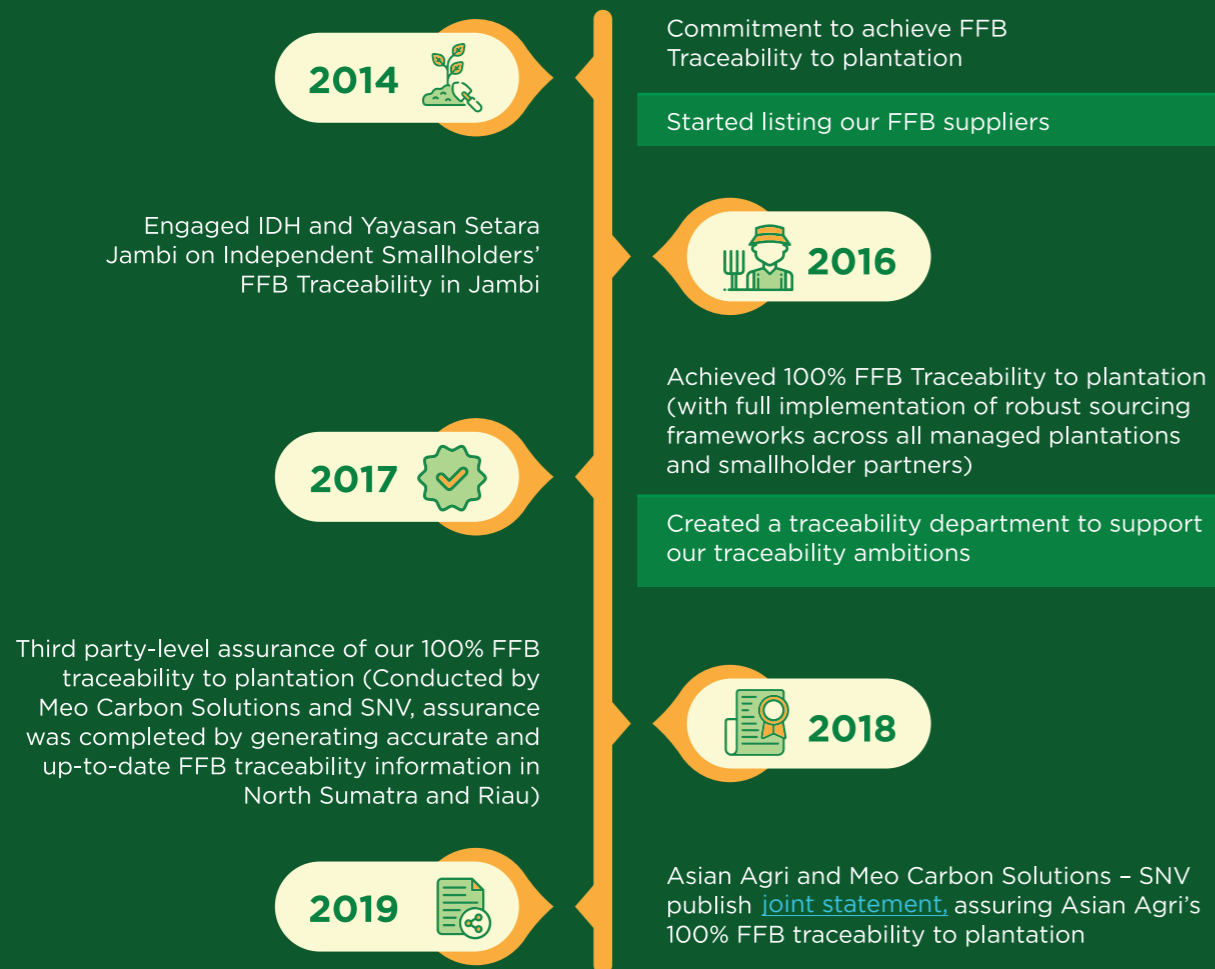 2014
Commitment to achieve FFB
Traceability to plantation
Started listing our FFB suppliers
Engaged IDH and Yayasan Setara
Jambi on Independent Smallholders’
FFB Traceability in Jambi
2016
2017
Achieved 100% FFB Traceability to plantation
(with full implementation of robust sourcing
frameworks across all managed plantations
and smallholder partners)
Created a traceability department to support
our traceability ambitions
Third party-level assurance of our 100% FFB
traceability to plantation (Conducted by
Meo Carbon Solutions and SNV, assurance
was completed by generating accurate and
up-to-date FFB traceability information in
North Sumatra and Riau)
2018
2019
Asian Agri and Meo Carbon Solutions – SNV
publish joint statement, assuring Asian Agri’s
100% FFB traceability to plantation